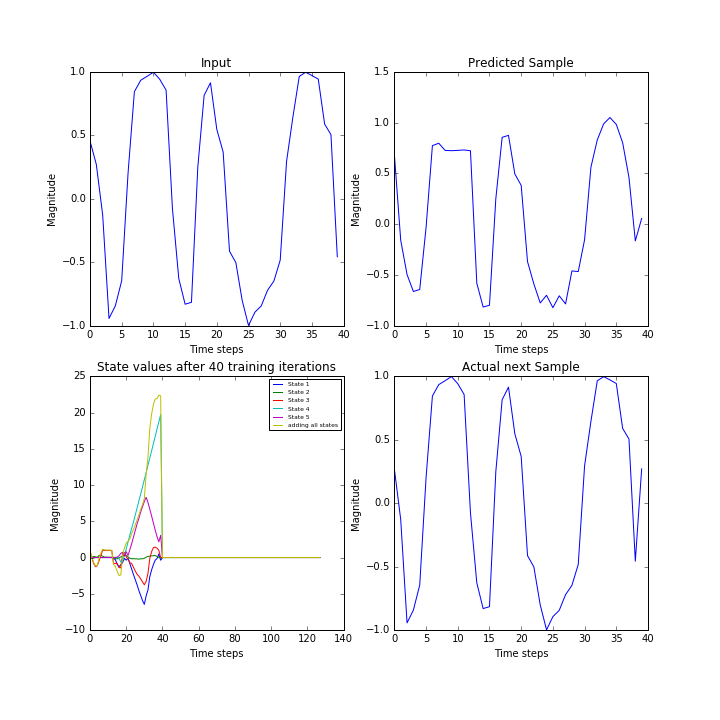 Input
1.0
0.5
0.0
−0.5
−1.0
Magnitude
0 5 10 15 20 25 30 35 40
Time steps
Predicted Sample
1.5
1.0
0.5
0.0
−0.5
−1.0
Magnitude
0 5 10 15 20 25 30 35 40
Time steps
State values after 40 training iterations
25
20
15
10
5
0
−5
−10
Magnitude
State 1
State 2
State 3
State 4
State 5
adding all states
0 20 40 60 80 100 120 140
Time steps
Actual next Sample
1.0
0.5
0.0
−0.5
−1.0
Magnitude
0 5 10 15 20 25 30 35 40
Time steps